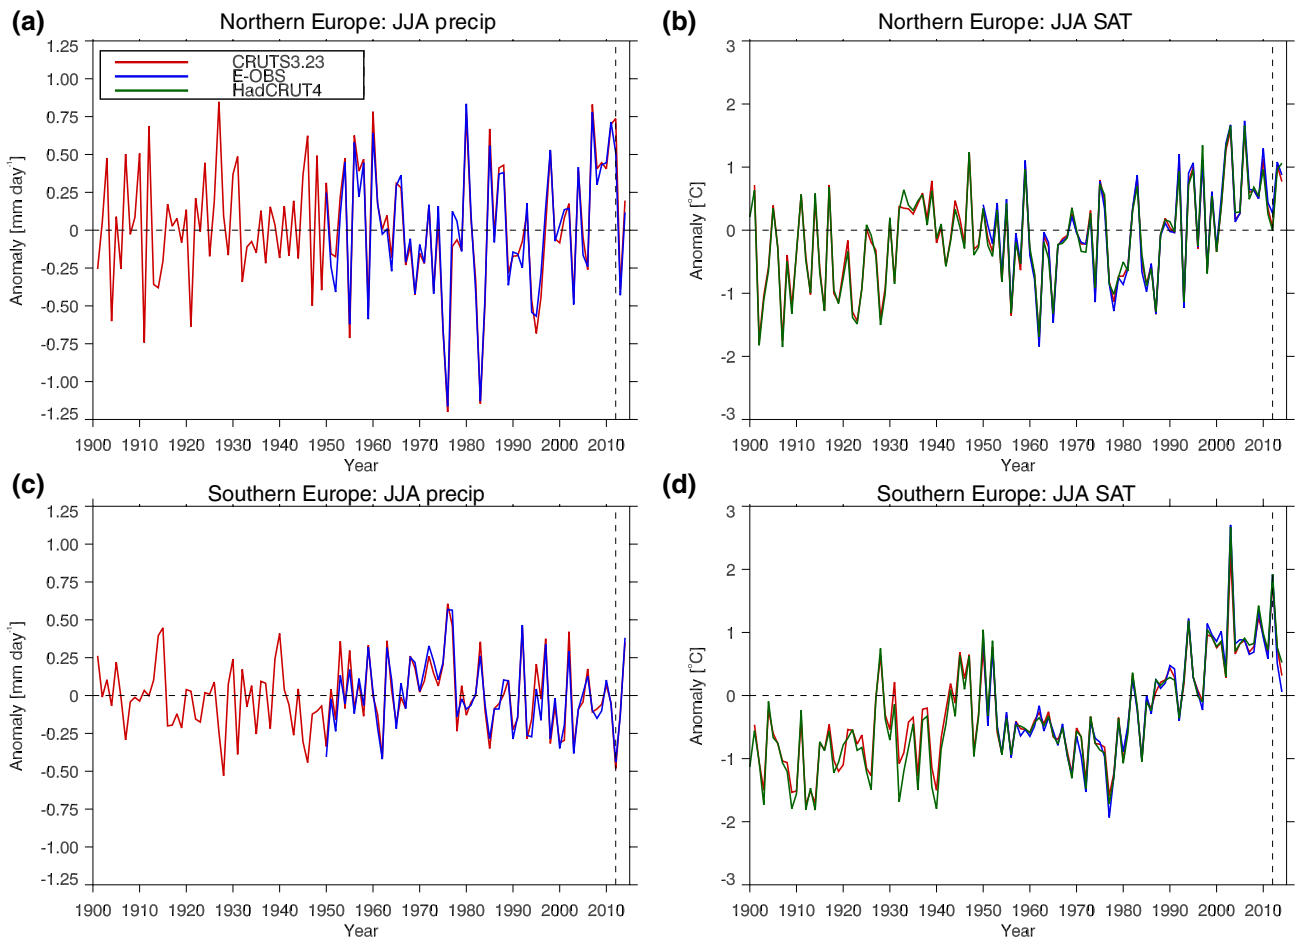 (a) Northern Europe: JJA precip
1.25
1.00
0.75
0.50
0.25
0
-0.25
-0.50
-0.75
-1.00
-1.25
Anomaly [mm day⁻¹]
CRUTS3.23
E-OBS
HadCRUT4
1900 1910 1920 1930 1940 1950 1960 1970 1980 1990 2000 2010
Year
(b) Northern Europe: JJA SAT
3
2
1
0
-1
-2
-3
Anomaly [°C]
1900 1910 1920 1930 1940 1950 1960 1970 1980 1990 2000 2010
Year
(c) Southern Europe: JJA precip
1.25
1.00
0.75
0.50
0.25
0
-0.25
-0.50
-0.75
-1.00
-1.25
Anomaly [mm day⁻¹]
1900 1910 1920 1930 1940 1950 1960 1970 1980 1990 2000 2010
Year
(d) Southern Europe: JJA SAT
3
2
1
0
-1
-2
-3
Anomaly [°C]
1900 1910 1920 1930 1940 1950 1960 1970 1980 1990 2000 2010
Year